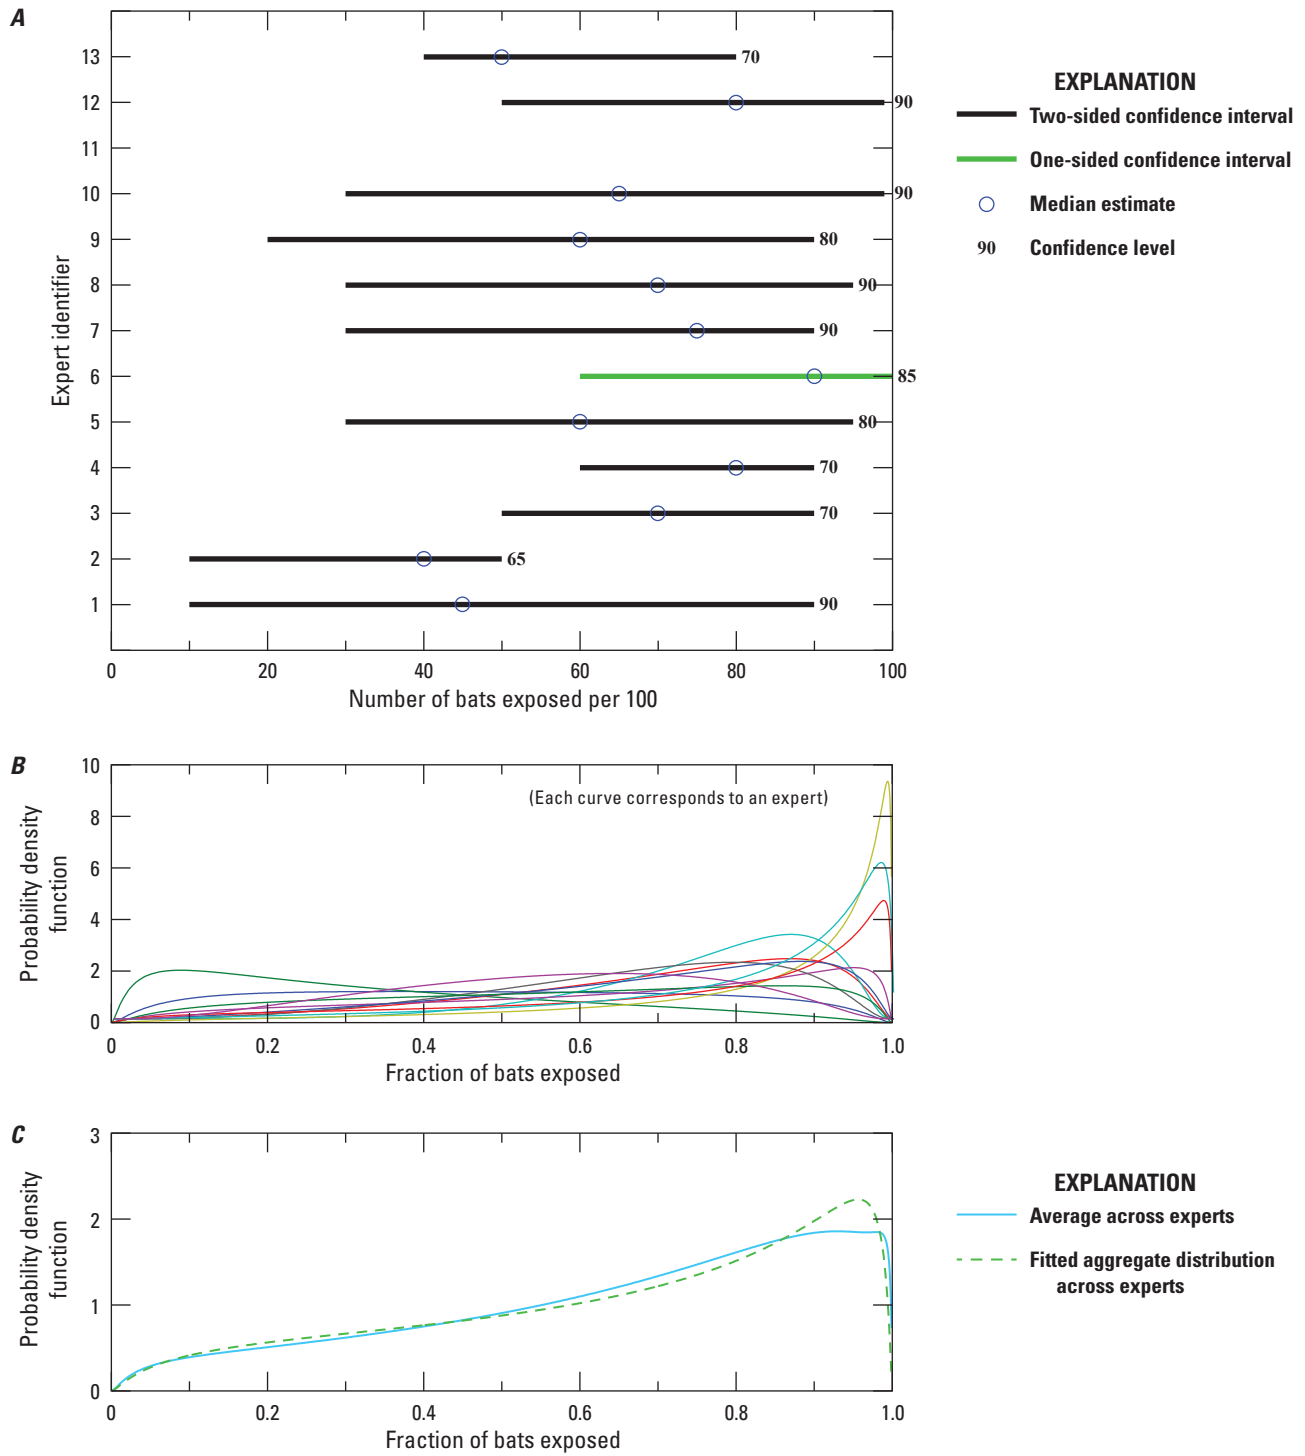 A
13
12
11
10
9
8
7
6
5
4
3
2
1
Expert identifier
70
90
90
80
90
90
85
80
70
70
65
90
0 20 40 60 80 100
Number of bats exposed per 100
EXPLANATION
Two-sided confidence interval
One-sided confidence interval
Median estimate
90 Confidence level
B
10
8
6
4
2
0
Probability density
function
(Each curve corresponds to an expert)
0 0.2 0.4 0.6 0.8 1.0
Fraction of bats exposed
C
3
2
1
0
Probability density
function
0 0.2 0.4 0.6 0.8 1.0
Fraction of bats exposed
EXPLANATION
Average across experts
Fitted aggregate distribution
across experts